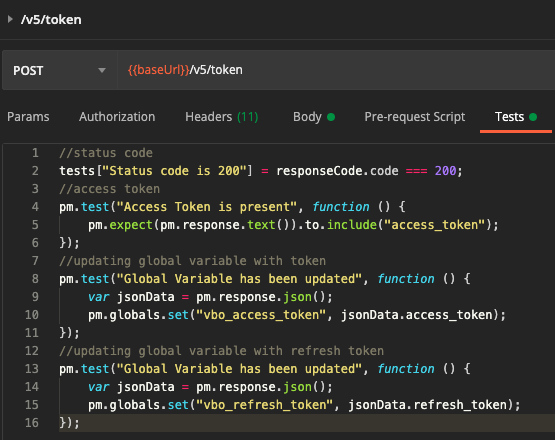 /v5/token
POST {{baseUrl}}/v5/token
Params Authorization Headers (11) Body Pre-request Script Tests
1 //status code
2 tests["Status code is 200"] = responseCode.code === 200;
3 //access token
4 pm.test("Access Token is present", function () {
5     pm.expect(pm.response.text()).to.include("access_token");
6 });
7 //updating global variable with token
8 pm.test("Global Variable has been updated", function () {
9     var jsonData = pm.response.json();
10     pm.globals.set("vbo_access_token", jsonData.access_token);
11 });
12 //updating global variable with refresh token
13 pm.test("Global Variable has been updated", function () {
14     var jsonData = pm.response.json();
15     pm.globals.set("vbo_refresh_token", jsonData.refresh_token);
16 });